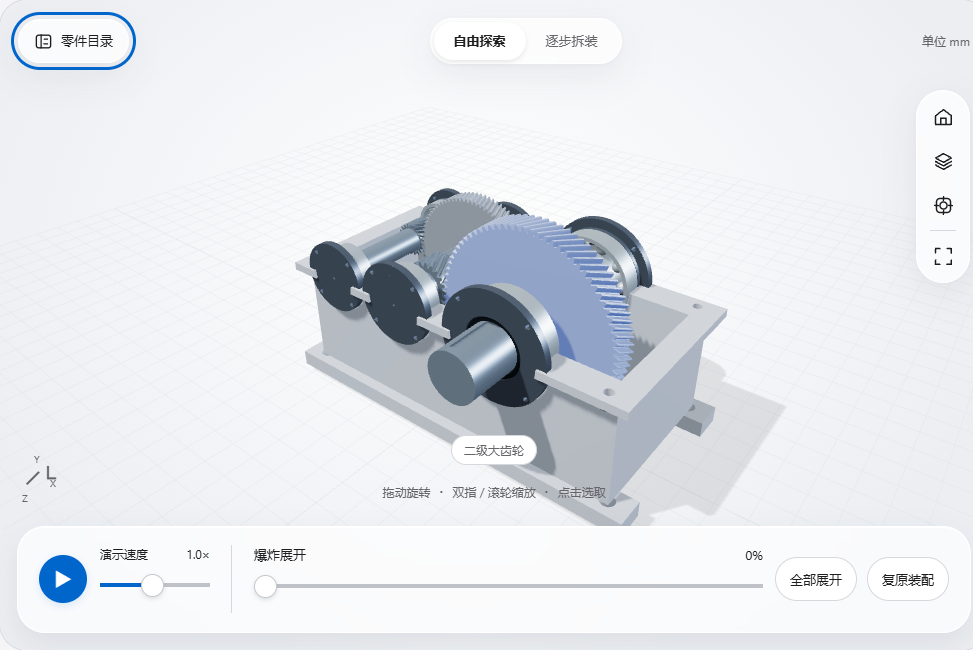 零件目录
自由探索
逐步拆装
单位 mm
二级大齿轮
拖动旋转 · 双指 / 滚轮缩放 · 点击选取
Y
X
Z
演示速度
1.0×
爆炸展开
0%
全部展开
复原装配